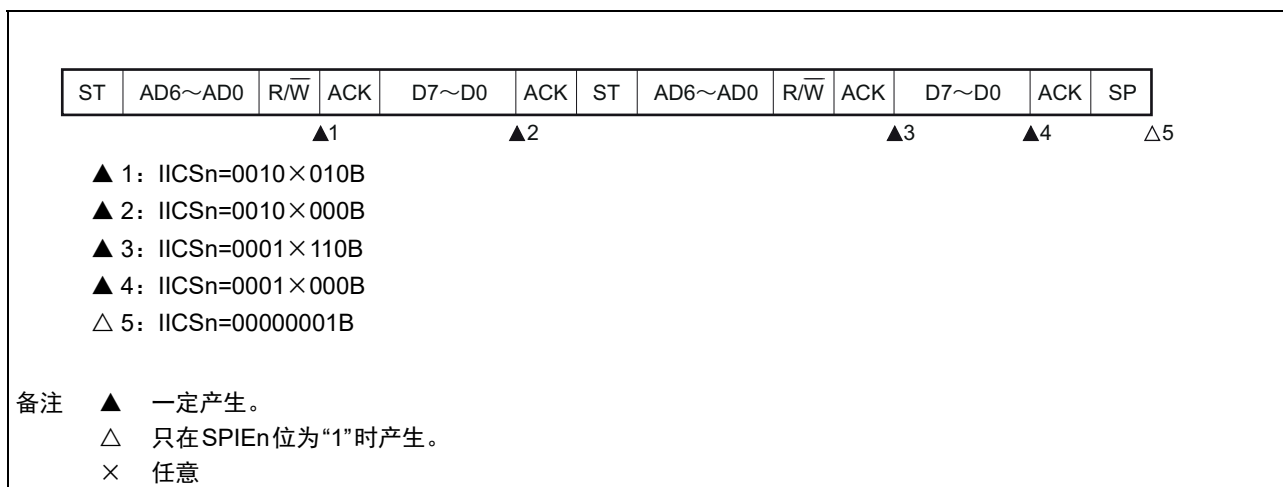 ST AD6～AD0 R/W̅ ACK D7～D0 ACK ST AD6～AD0 R/W̅ ACK D7～D0 ACK SP
▲1 ▲2 ▲3 ▲4 △5
▲ 1：IICSn=0010×010B
▲ 2：IICSn=0010×000B
▲ 3：IICSn=0001×110B
▲ 4：IICSn=0001×000B
△ 5：IICSn=00000001B
备注 ▲ 一定产生。
△ 只在SPIEn位为“1”时产生。
× 任意